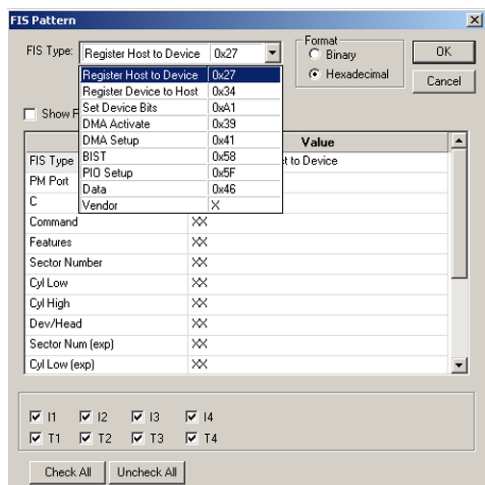 FIS Pattern
FIS Type: Register Host to Device 0x27
Format
Binary
Hexadecimal
OK
Cancel
Register Host to Device 0x27
Register Device to Host 0x34
Set Device Bits 0xA1
DMA Activate 0x39
DMA Setup 0x41
BIST 0x58
PIO Setup 0x5F
Data 0x46
Vendor X
Show
Value
FIS Type to Device
PM Port
C
Command XX
Features XX
Sector Number XX
Cyl Low XX
Cyl High XX
Dev/Head XX
Sector Num (exp) XX
Cyl Low (exp) XX
I1 I2 I3 I4
T1 T2 T3 T4
Check All Uncheck All